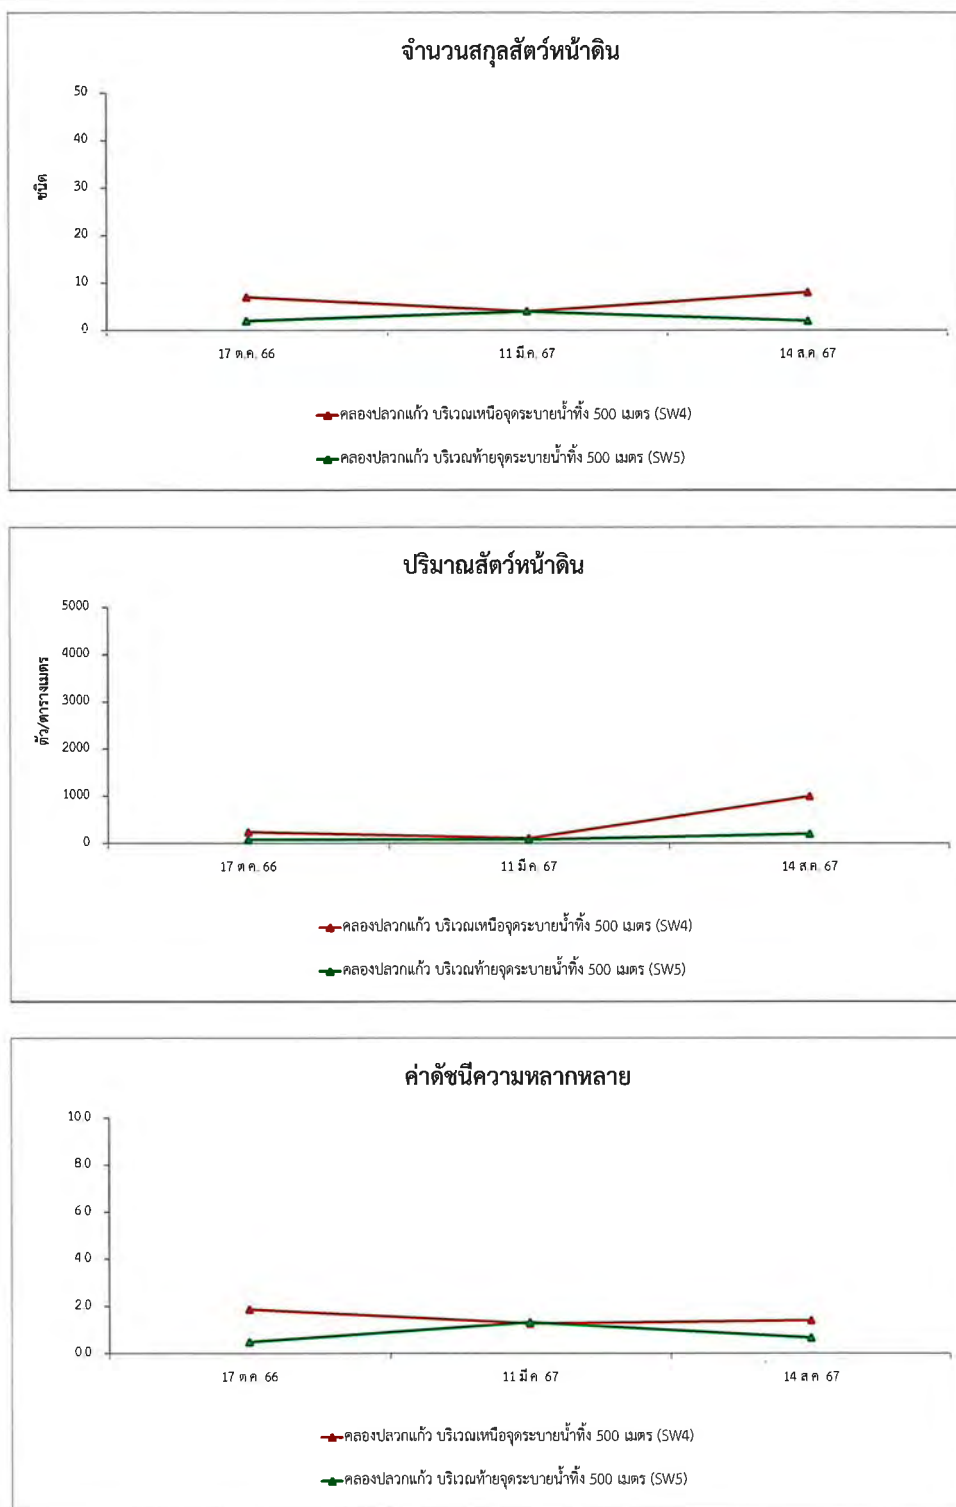 จำนวนสกุลสัตว์หน้าดิน
50
40
30
20
10
0
ชนิด
17 ต.ค. 66
11 มี.ค. 67
14 ส.ค. 67
คลองปลวกแก้ว บริเวณเหนือจุดระบายน้ำทิ้ง 500 เมตร (SW4)
คลองปลวกแก้ว บริเวณท้ายจุดระบายน้ำทิ้ง 500 เมตร (SW5)
ปริมาณสัตว์หน้าดิน
5000
4000
3000
2000
1000
0
ตัว/ตารางเมตร
17 ต.ค. 66
11 มี.ค. 67
14 ส.ค. 67
คลองปลวกแก้ว บริเวณเหนือจุดระบายน้ำทิ้ง 500 เมตร (SW4)
คลองปลวกแก้ว บริเวณท้ายจุดระบายน้ำทิ้ง 500 เมตร (SW5)
ค่าดัชนีความหลากหลาย
10.0
8.0
6.0
4.0
2.0
0.0
17 ต.ค. 66
11 มี.ค. 67
14 ส.ค. 67
คลองปลวกแก้ว บริเวณเหนือจุดระบายน้ำทิ้ง 500 เมตร (SW4)
คลองปลวกแก้ว บริเวณท้ายจุดระบายน้ำทิ้ง 500 เมตร (SW5)